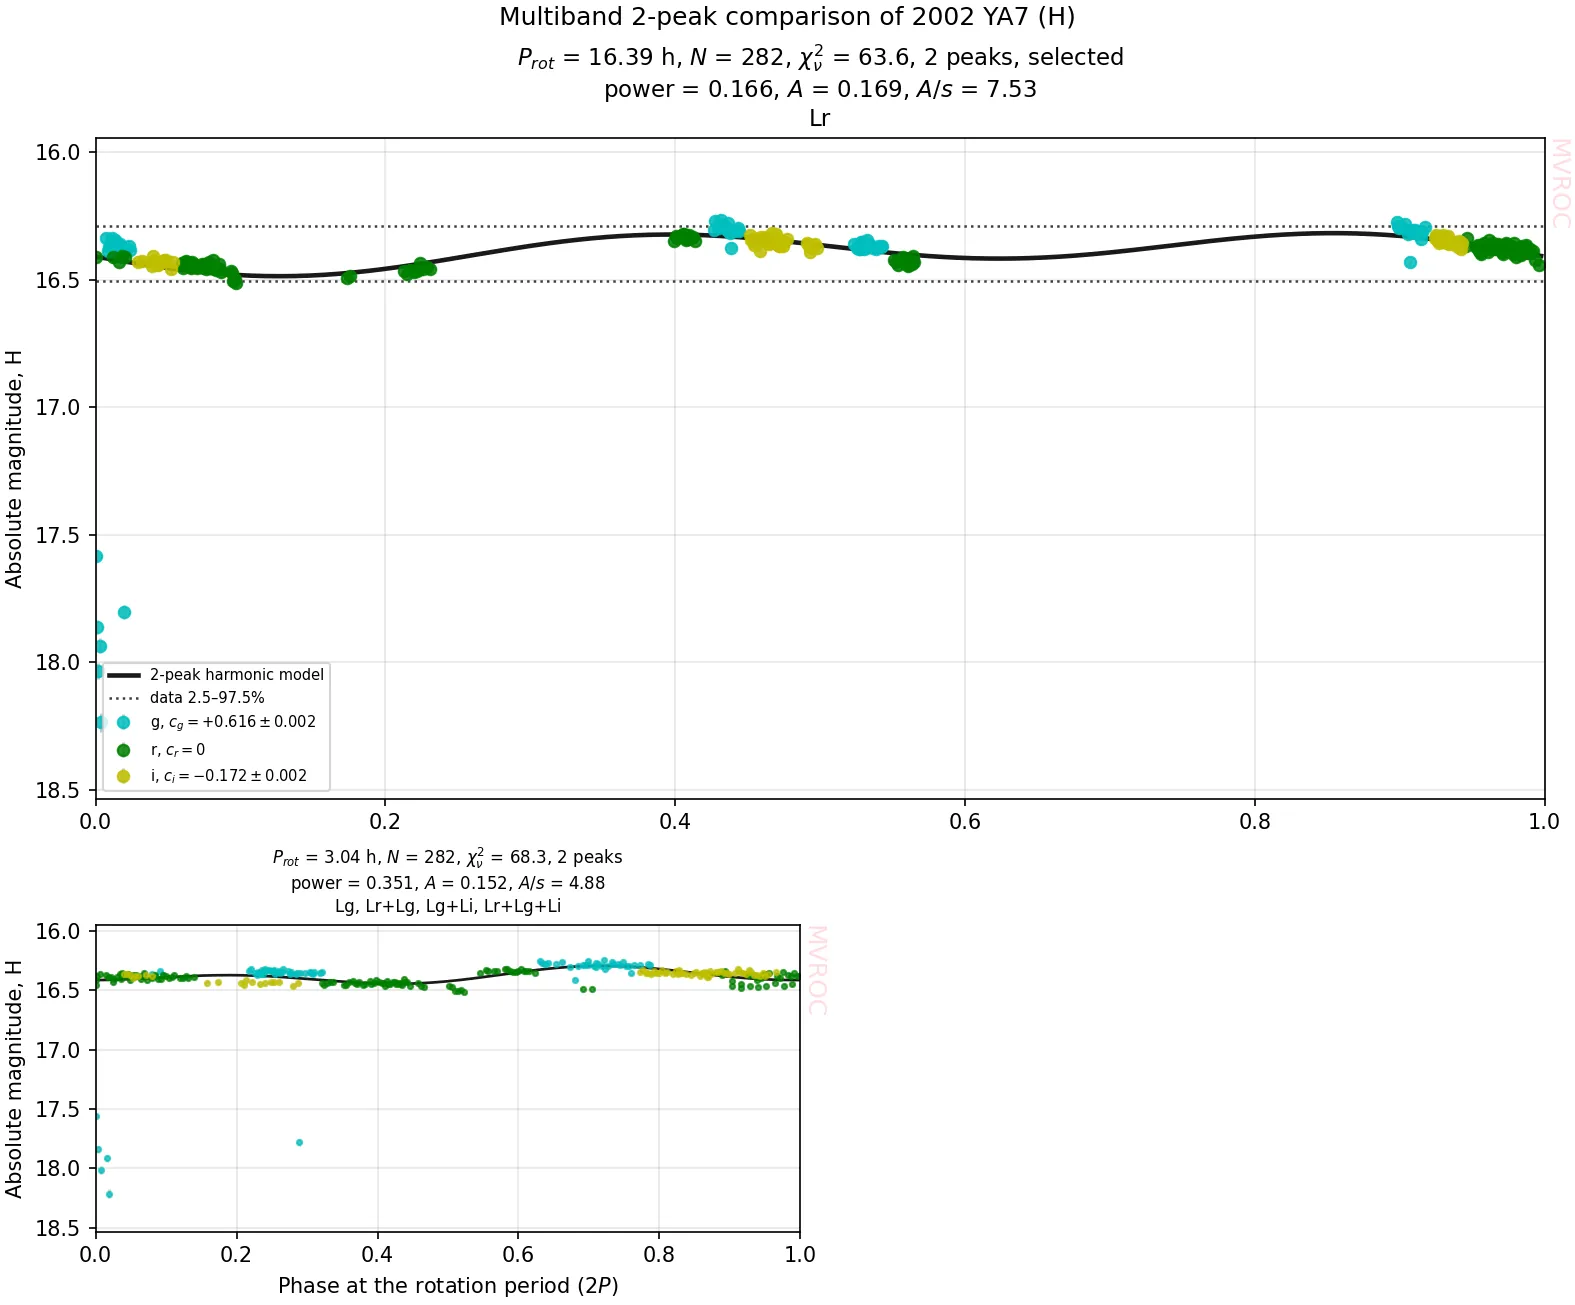 Multiband 2-peak comparison of 2002 YA7 (H)
P_rot = 16.39 h, N = 282, χ²_ν = 63.6, 2 peaks, selected
power = 0.166, A = 0.169, A/s = 7.53
Lr
16.0
16.5
17.0
17.5
18.0
18.5
Absolute magnitude, H
MVROC
2-peak harmonic model
data 2.5–97.5%
g, c_g = +0.616 ± 0.002
r, c_r = 0
i, c_i = −0.172 ± 0.002
0.0 0.2 0.4 0.6 0.8 1.0
P_rot = 3.04 h, N = 282, χ²_ν = 68.3, 2 peaks
power = 0.351, A = 0.152, A/s = 4.88
Lg, Lr+Lg, Lg+Li, Lr+Lg+Li
16.0
16.5
17.0
17.5
18.0
18.5
Absolute magnitude, H
MVROC
0.0 0.2 0.4 0.6 0.8 1.0
Phase at the rotation period (2P)